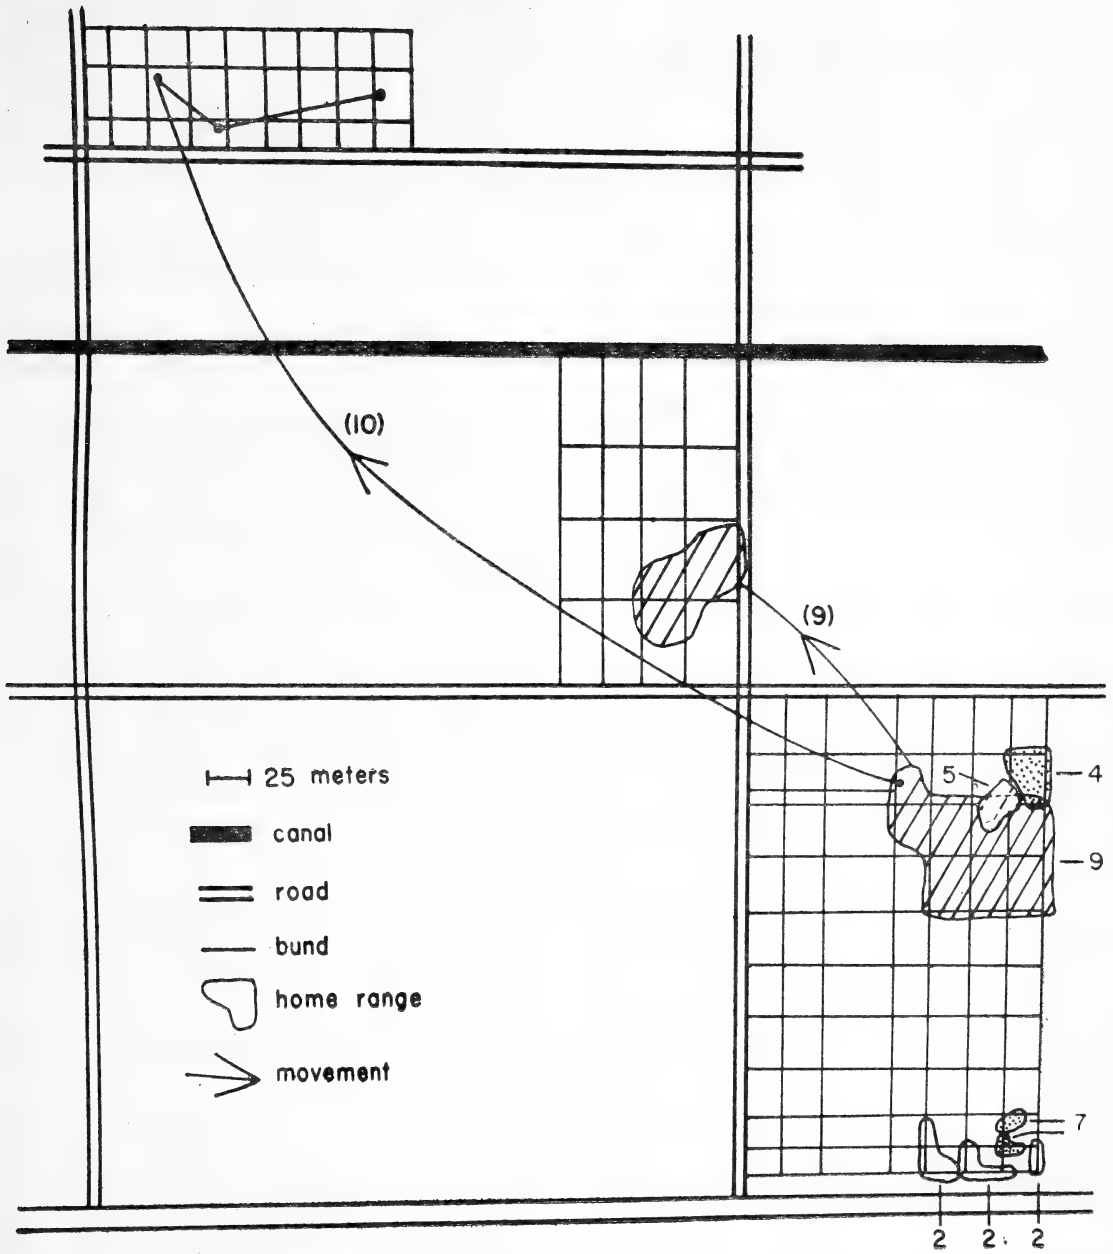 (10)
(9)
5
4
25 meters
canal
9
road
bund
home range
movement
7
2 2 2